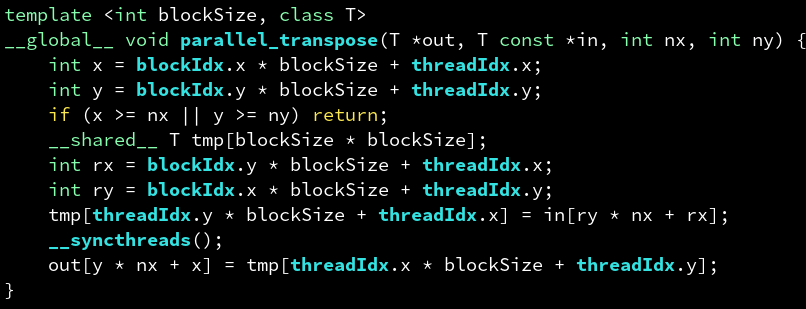 template <int blockSize, class T>
__global__ void parallel_transpose(T *out, T const *in, int nx, int ny) {
    int x = blockIdx.x * blockSize + threadIdx.x;
    int y = blockIdx.y * blockSize + threadIdx.y;
    if (x >= nx || y >= ny) return;
    __shared__ T tmp[blockSize * blockSize];
    int rx = blockIdx.y * blockSize + threadIdx.x;
    int ry = blockIdx.x * blockSize + threadIdx.y;
    tmp[threadIdx.y * blockSize + threadIdx.x] = in[ry * nx + rx];
    __syncthreads();
    out[y * nx + x] = tmp[threadIdx.x * blockSize + threadIdx.y];
}